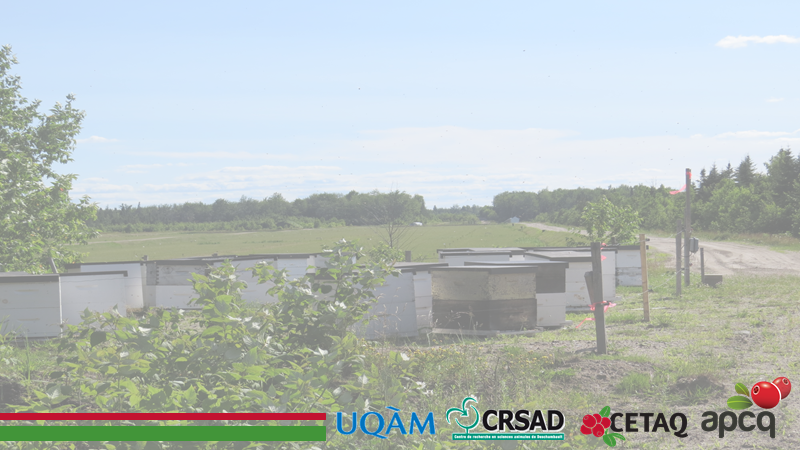 UQÀM
CRSAD
Centre de recherche en sciences animales de Deschambault
CETAQ
apcq